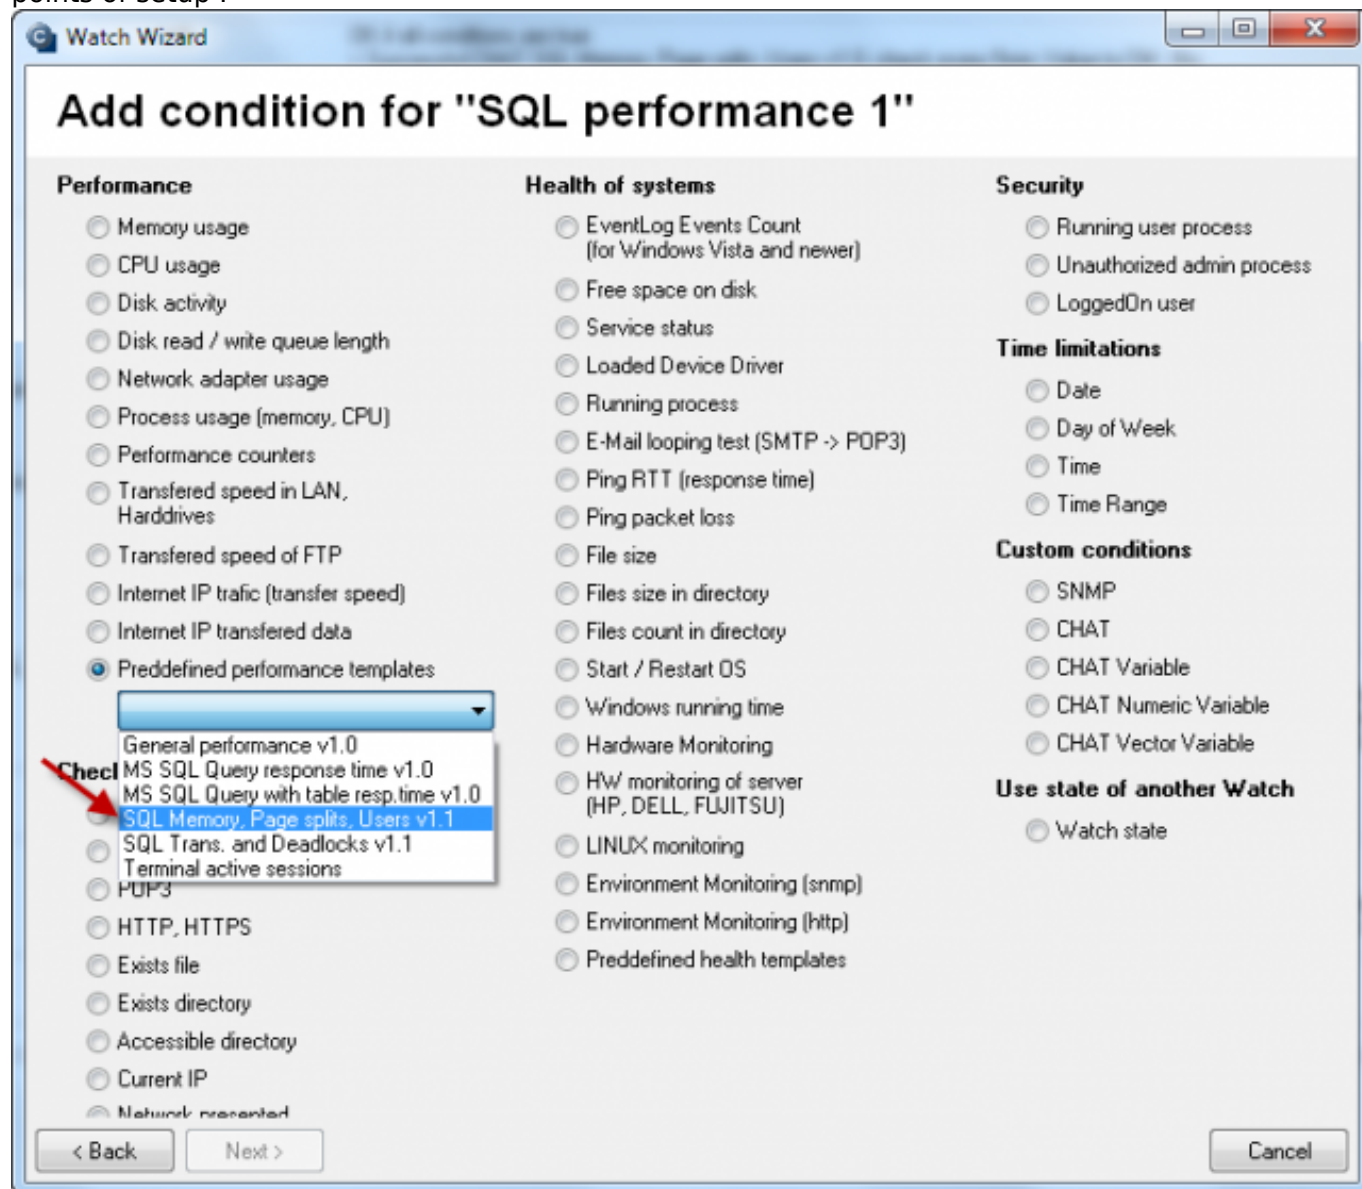 points of setup :
Watch Wizard
Add condition for "SQL performance 1"
Performance
Memory usage
CPU usage
Disk activity
Disk read / write queue length
Network adapter usage
Process usage (memory, CPU)
Performance counters
Transfered speed in LAN,
Harddrives
Transfered speed of FTP
Internet IP trafic (transfer speed)
Internet IP transfered data
Preddefined performance templates
General performance v1.0
MS SQL Query response time v1.0
MS SQL Query with table resp.time v1.0
SQL Memory, Page splits, Users v1.1
SQL Trans. and Deadlocks v1.1
Terminal active sessions
POP3
HTTP, HTTPS
Exists file
Exists directory
Accessible directory
Current IP
Network presented
Health of systems
EventLog Events Count
(for Windows Vista and newer)
Free space on disk
Service status
Loaded Device Driver
Running process
E-Mail looping test (SMTP -> POP3)
Ping RTT (response time)
Ping packet loss
File size
Files size in directory
Files count in directory
Start / Restart OS
Windows running time
Hardware Monitoring
HW monitoring of server
(HP, DELL, FUJITSU)
LINUX monitoring
Environment Monitoring (snmp)
Environment Monitoring (http)
Preddefined health templates
Security
Running user process
Unauthorized admin process
LoggedOn user
Time limitations
Date
Day of Week
Time
Time Range
Custom conditions
SNMP
CHAT
CHAT Variable
CHAT Numeric Variable
CHAT Vector Variable
Use state of another Watch
Watch state
< Back
Next >
Cancel